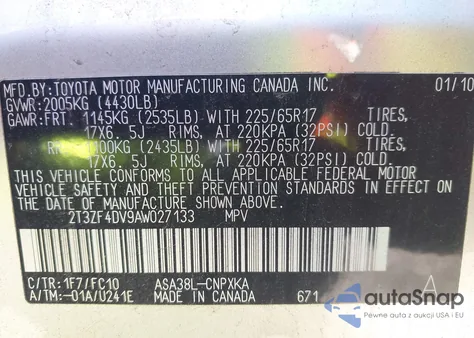 MFD.BY:TOYOTA MOTOR MANUFACTURING CANADA INC. 01/10
GVWR:2005KG (4430LB)
GAWR:FRT. 1145KG (2535LB) WITH 225/65R17 TIRES,
17X6. 5J RIMS, AT 220KPA (32PSI) COLD.
1100KG (2435LB) WITH 225/65R17 TIRES,
17X6. 5J RIMS, AT 220KPA (32PSI) COLD.
THIS VEHICLE CONFORMS TO ALL APPLICABLE FEDERAL MOTOR
VEHICLE SAFETY AND THEFT PREVENTION STANDARDS IN EFFECT
ON THE DATE OF MANUFACTURE SHOWN ABOVE.
2T3ZF4DV9AW027133 MPV
C/TR:1F7/FC10 ASA38L-CNPXKA A
A/TM:-01A/U241E MADE IN CANADA 671
autoSnap
Pewne auto z USA i EU